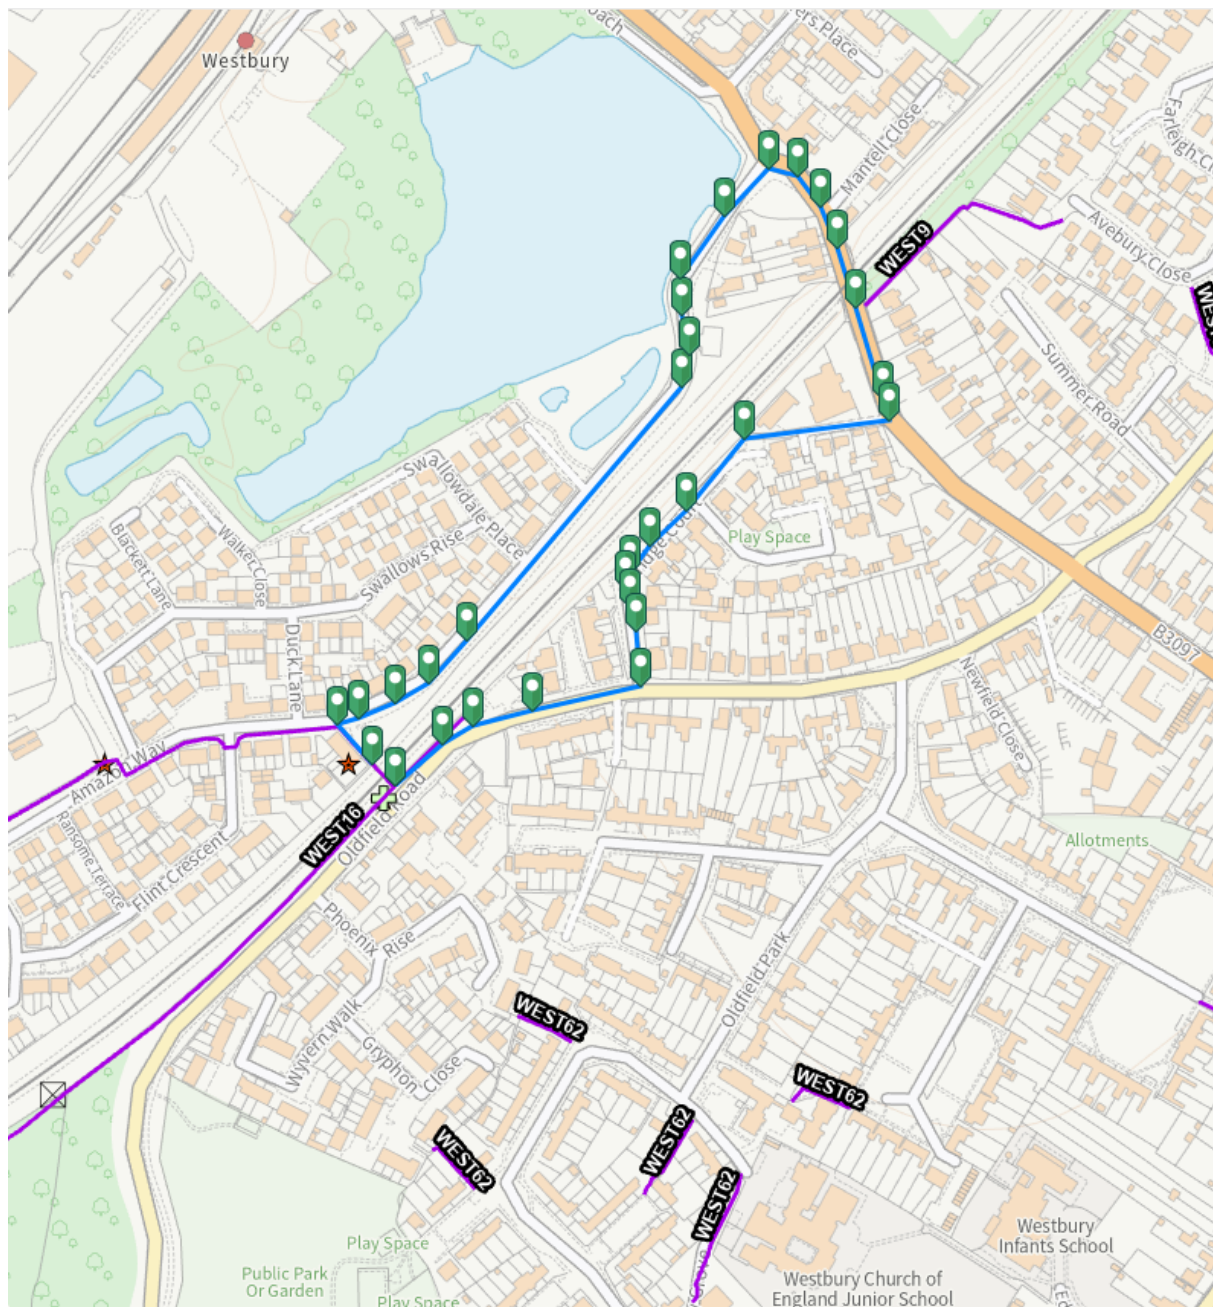 Westbury
Mantell Close
Farleigh
WEST9
Avebury Close
Summer Road
Swallowdale Place
Swallows Rise
Walker Close
Blackett Lane
Duck Lane
Play Space
B3097
Newfield Close
Amazon Way
Ransome Terrace
Flint Crescent
WEST16
Oldfield Road
Allotments
Phoenix Rise
Oldfield Park
Wyvern Walk
Gryphon Close
WEST62
WEST62
WEST62
WEST62
WEST62
Play Space
Public Park
Or Garden
Play Space
Westbury
Infants School
Westbury Church of
England Junior School